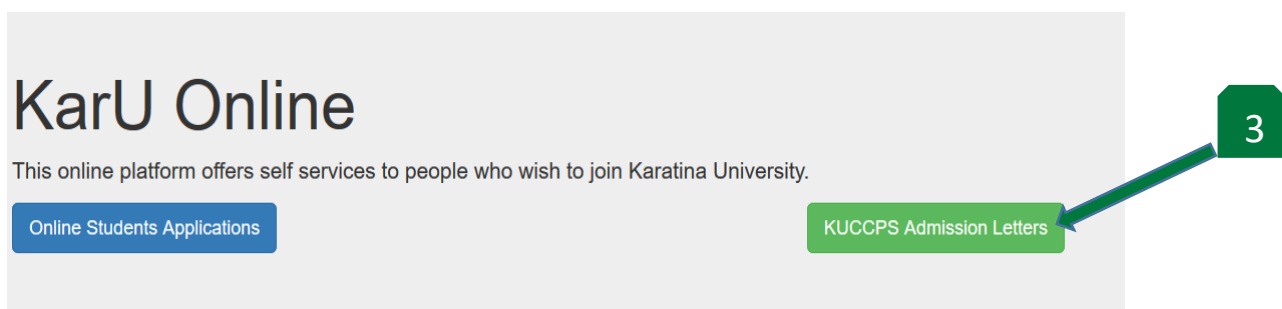 KarU Online
3
This online platform offers self services to people who wish to join Karatina University.
Online Students Applications
KUCCPS Admission Letters